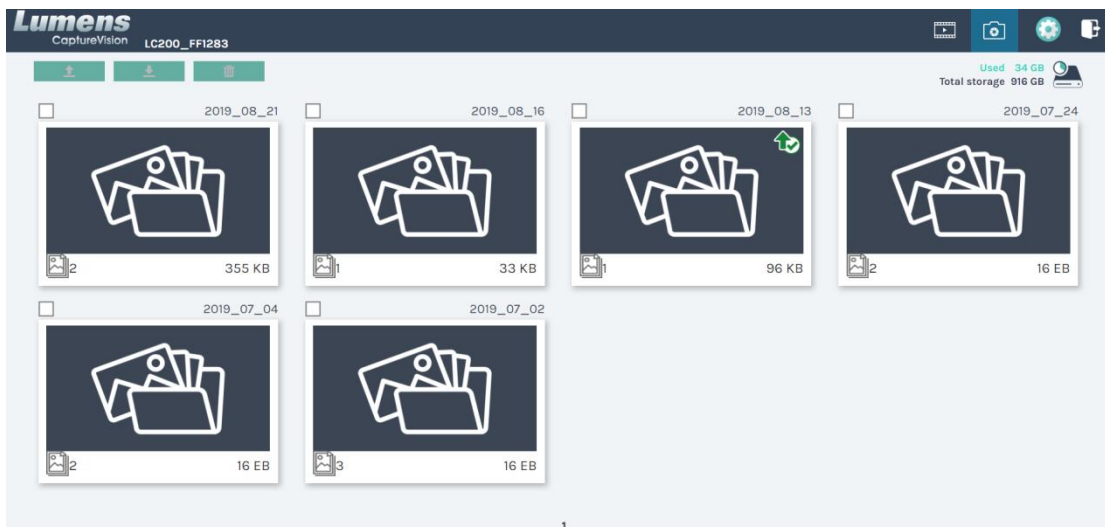 Lumens
CaptureVision LC200_FF1283
Used 34 GB
Total storage 916 GB
2019_08_21
2019_08_16
2019_08_13
2019_07_24
2 355 KB
1 33 KB
1 96 KB
2 16 EB
2019_07_04
2019_07_02
2 16 EB
3 16 EB
1